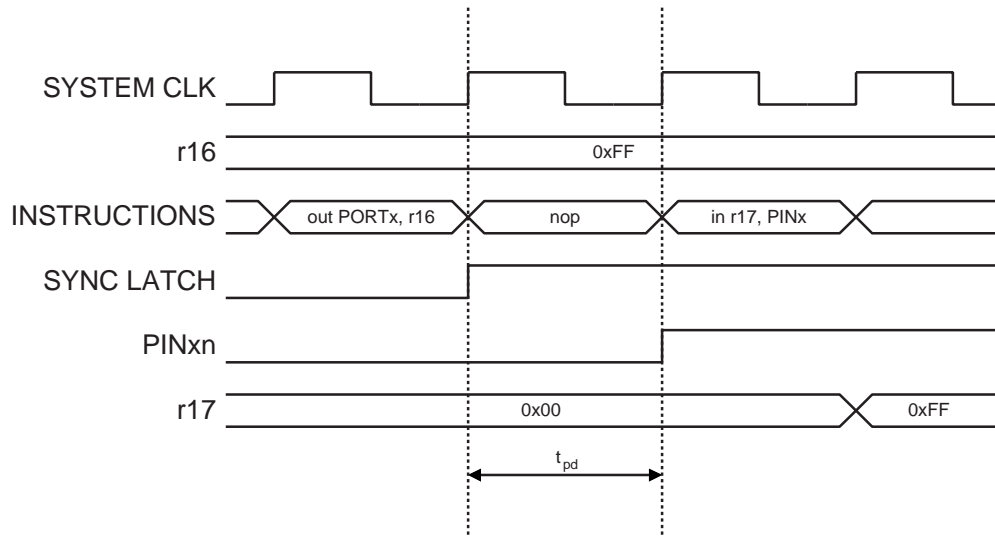 SYSTEM CLK
r16
0xFF
INSTRUCTIONS
out PORTx, r16
nop
in r17, PINx
SYNC LATCH
PINxn
r17
0x00
0xFF
tpd